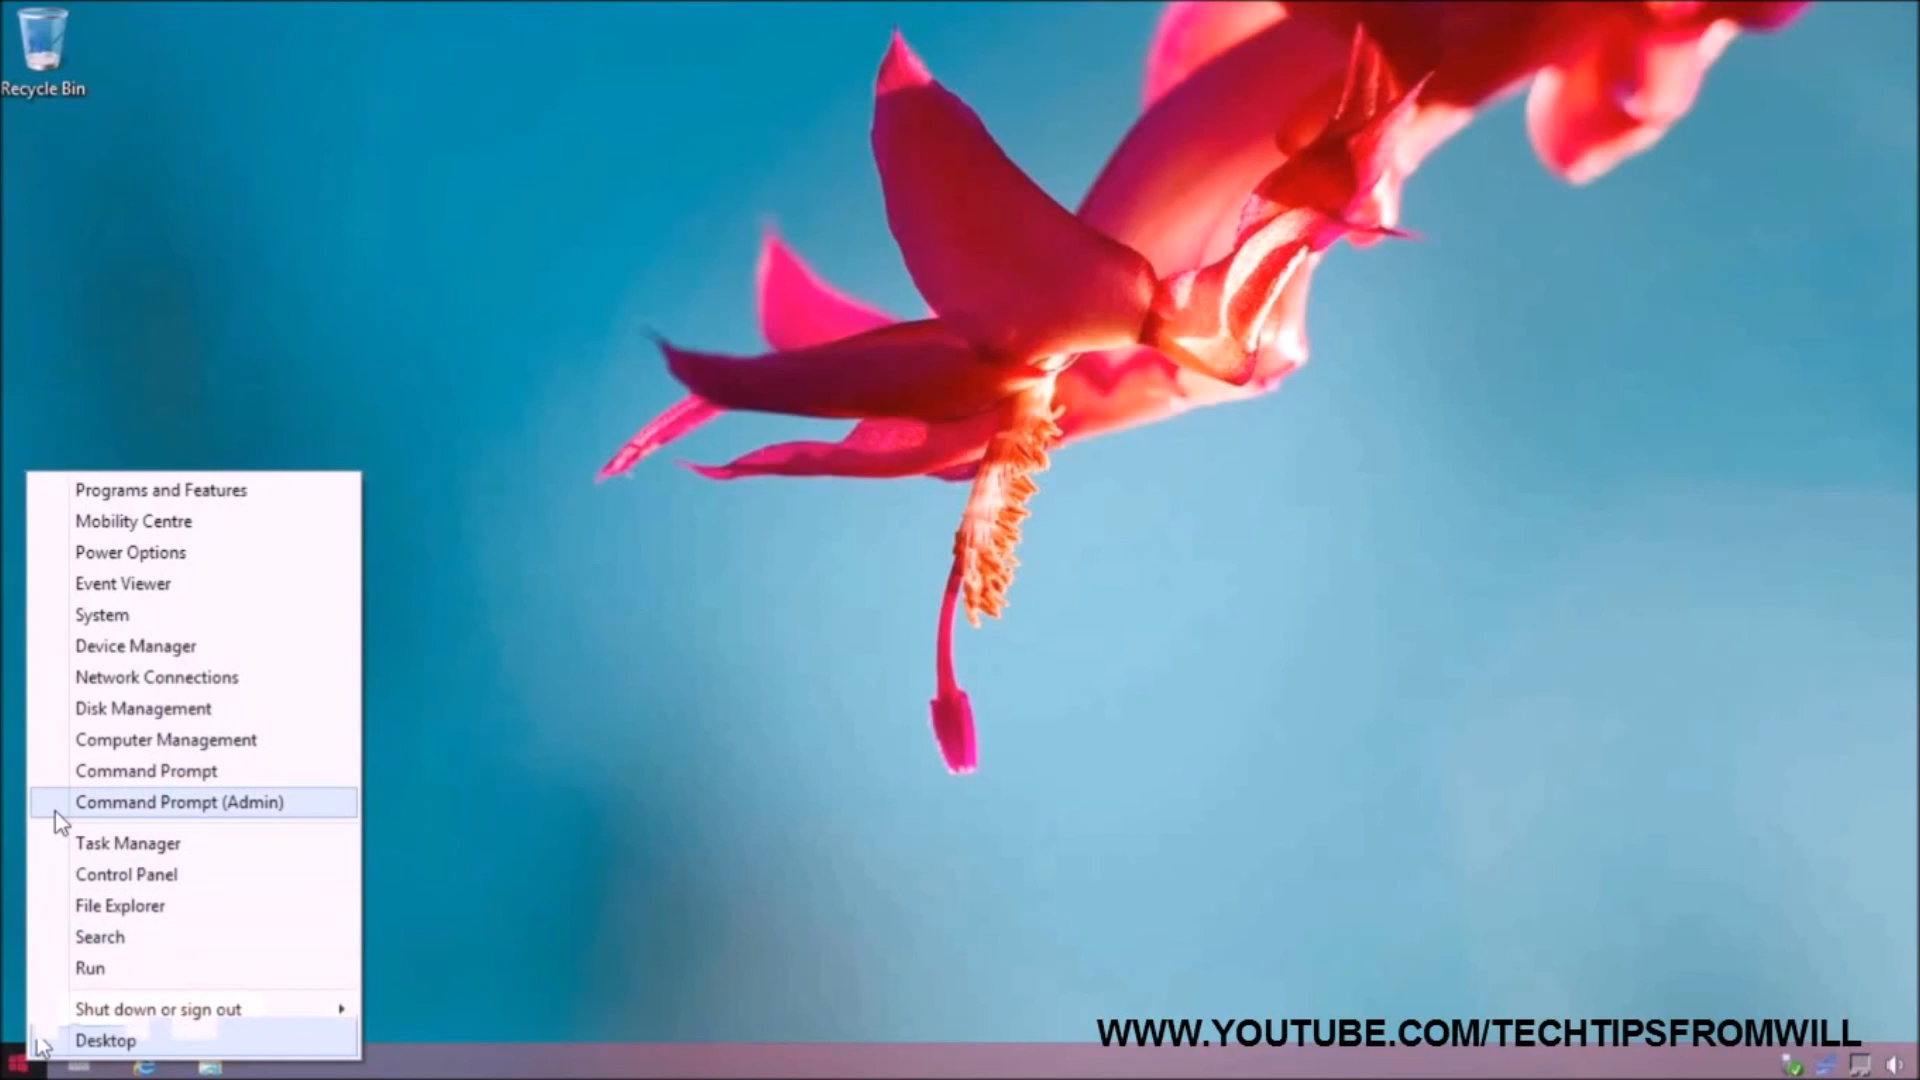 Recycle Bin
Programs and Features
Mobility Centre
Power Options
Event Viewer
System
Device Manager
Network Connections
Disk Management
Computer Management
Command Prompt
Command Prompt (Admin)
Task Manager
Control Panel
File Explorer
Search
Run
Shut down or sign out
Desktop
WWW.YOUTUBE.COM/TECHTIPSFROMWILL